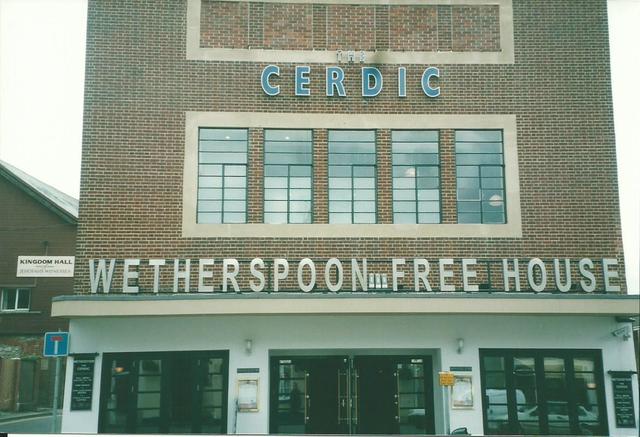 THE
CERDIC
WETHERSPOON FREE HOUSE
KINGDOM HALL
JEHOVAH'S WITNESSES